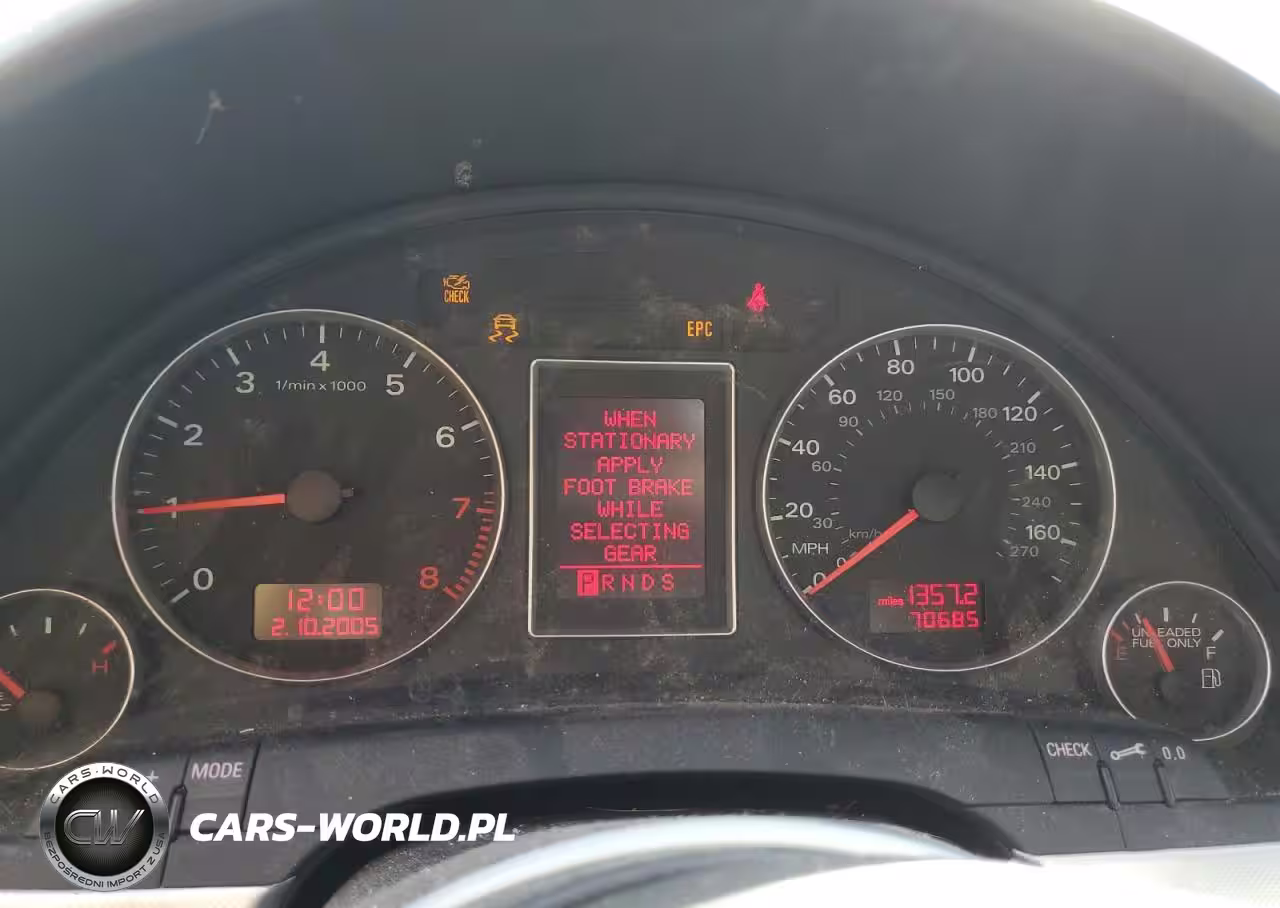 CHECK
EPC
4
3
5
1/min x 1000
2
6
1
7
0
8
12:00
2.10.2005
H
WHEN
STATIONARY
APPLY
FOOT BRAKE
WHILE
SELECTING
GEAR
PRNDS
80
100
60
120
150
90
180
120
40
210
60
140
20
240
30
160
km/h
MPH
270
0
0
miles 1357.2
70685
UNLEADED
FUEL ONLY
E
F
MODE
CHECK
0.0
CARS-WORLD
CW
BEZPOŚREDNI IMPORT Z USA
CARS-WORLD.PL